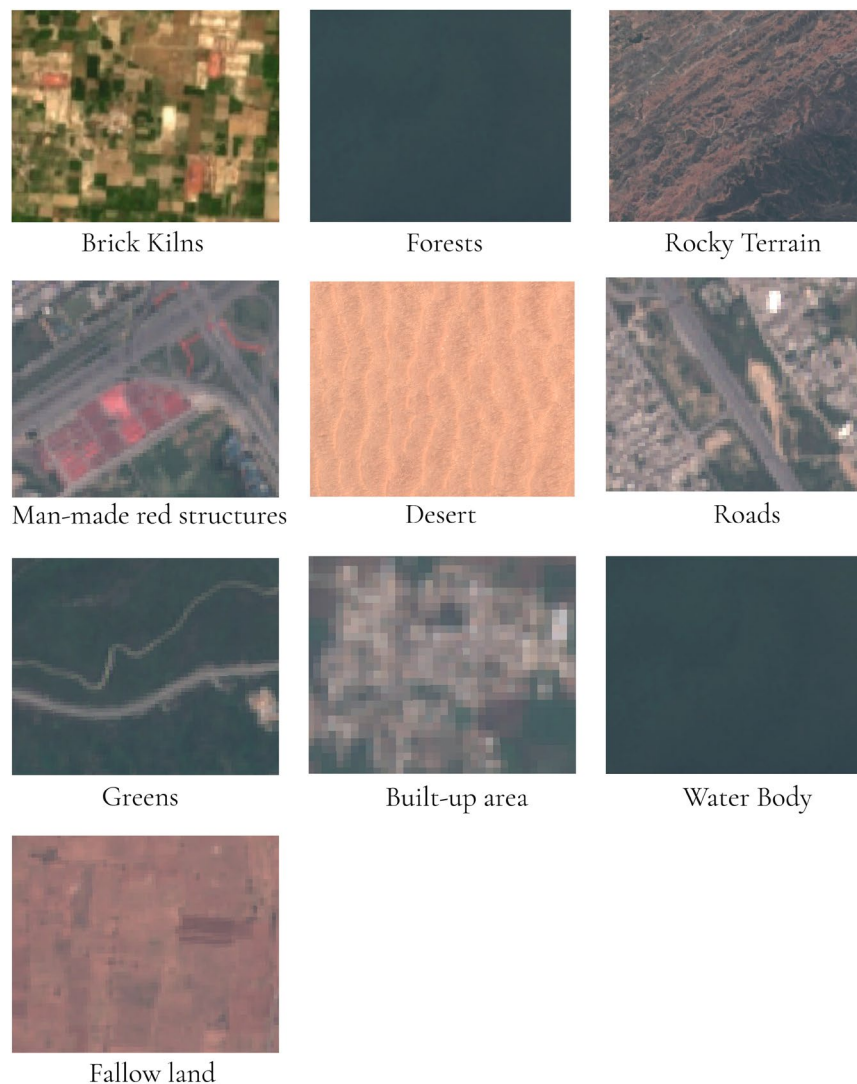 Brick Kilns
Forests
Rocky Terrain
Man-made red structures
Desert
Roads
Greens
Built-up area
Water Body
Fallow land